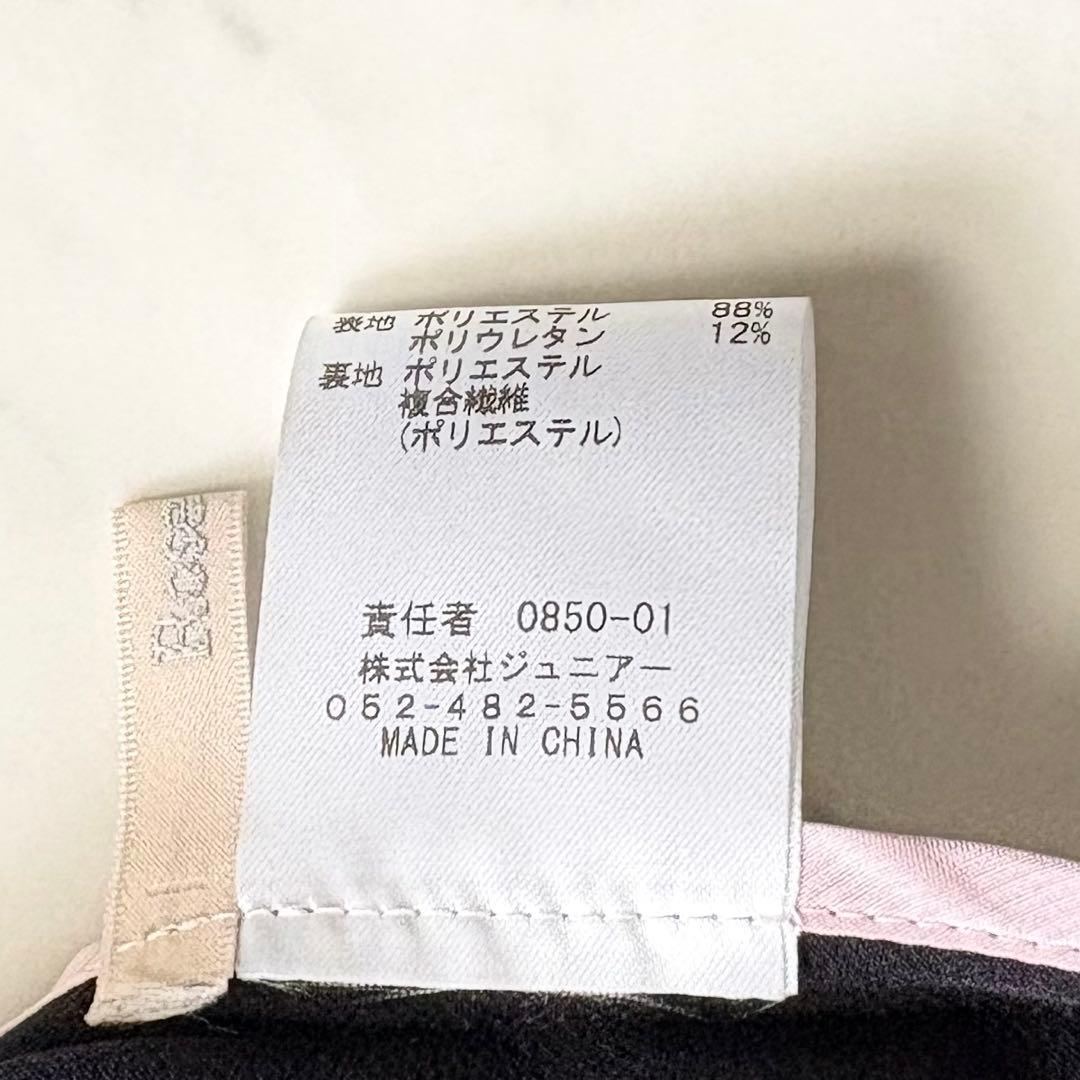 表地 ポリエステル 88%
ポリウレタン 12%
裏地 ポリエステル
複合繊維
(ポリエステル)
責任者 0850-01
株式会社ジュニアー
052-482-5566
MADE IN CHINA